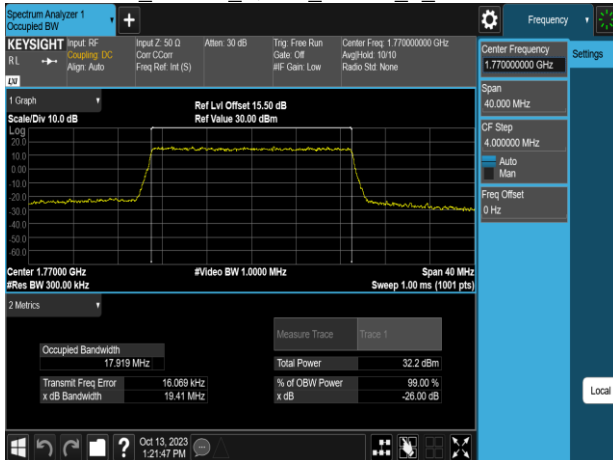 Spectrum Analyzer 1
Occupied BW
Frequency
KEYSIGHT
Input: RF
Input Z: 50 Ω
Atten: 30 dB
Trig: Free Run
Center Freq: 1.770000000 GHz
RL
Coupling: DC
Corr CCorr
Gate: Off
Avg|Hold: 10/10
Align: Auto
Freq Ref: Int (S)
#IF Gain: Low
Radio Std: None
LXI
1 Graph
Ref Lvl Offset 15.50 dB
Scale/Div 10.0 dB
Ref Value 30.00 dBm
Log
20.0
10.0
0.00
-10.0
-20.0
-30.0
-40.0
-50.0
-60.0
Center 1.77000 GHz
#Video BW 1.0000 MHz
Span 40 MHz
#Res BW 300.00 kHz
Sweep 1.00 ms (1001 pts)
2 Metrics
Measure Trace
Trace 1
Occupied Bandwidth
17.919 MHz
Total Power
32.2 dBm
Transmit Freq Error
16.069 kHz
% of OBW Power
99.00 %
x dB Bandwidth
19.41 MHz
x dB
-26.00 dB
Oct 13, 2023
1:21:47 PM
Center Frequency
1.770000000 GHz
Settings
Span
40.000 MHz
CF Step
4.000000 MHz
Auto
Man
Freq Offset
0 Hz
Local